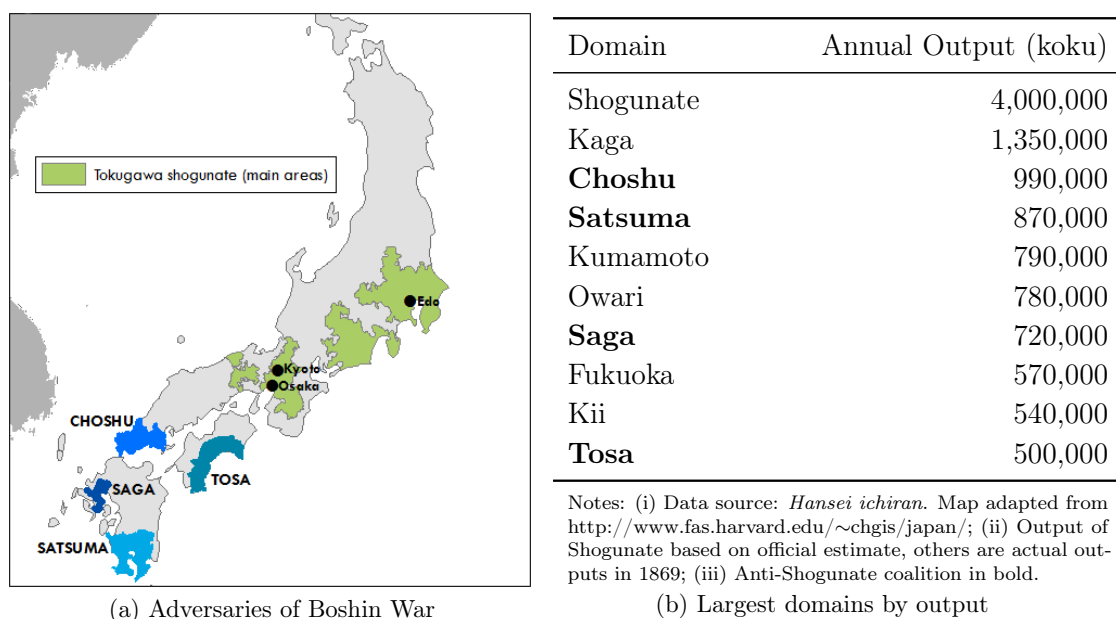 Tokugawa shogunate (main areas)
Edo
Kyoto
Osaka
CHOSHU
TOSA
SAGA
SATSUMA
(a) Adversaries of Boshin War
Domain Annual Output (koku)
Shogunate 4,000,000
Kaga 1,350,000
Choshu 990,000
Satsuma 870,000
Kumamoto 790,000
Owari 780,000
Saga 720,000
Fukuoka 570,000
Kii 540,000
Tosa 500,000
Notes: (i) Data source: Hansei ichiran. Map adapted from
http://www.fas.harvard.edu/∼chgis/japan/; (ii) Output of
Shogunate based on official estimate, others are actual out-
puts in 1869; (iii) Anti-Shogunate coalition in bold.
(b) Largest domains by output